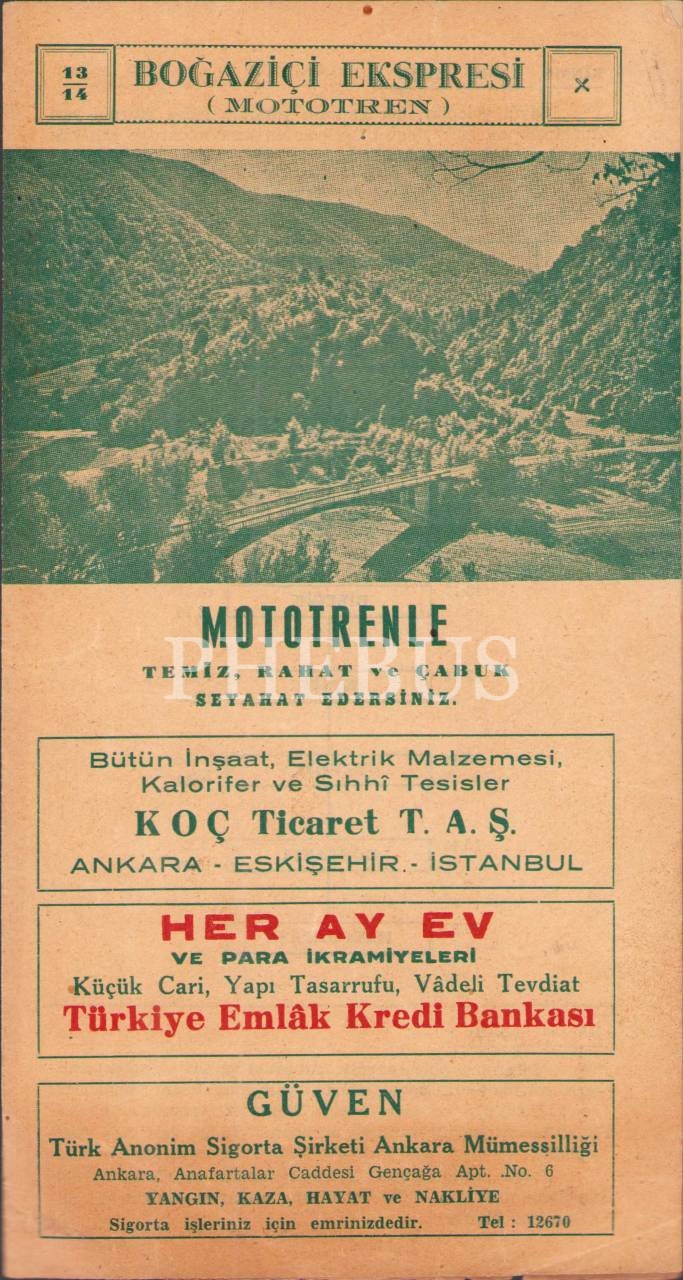 13
14
BOĞAZİÇİ EKSPRESİ
( MOTOTREN )
×
MOTOTRENLE
PHEBUS
TEMİZ, RAHAT ve ÇABUK
SEYAHAT EDERSİNİZ.
Bütün İnşaat, Elektrik Malzemesi,
Kalorifer ve Sıhhî Tesisler
KOÇ Ticaret T. A. Ş.
ANKARA - ESKİŞEHİR.- İSTANBUL
HER AY EV
VE PARA İKRAMİYELERİ
Küçük Cari, Yapı Tasarrufu, Vâdeli Tevdiat
Türkiye Emlâk Kredi Bankası
GÜVEN
Türk Anonim Sigorta Şirketi Ankara Mümessilliği
Ankara, Anafartalar Caddesi Gençağa Apt. .No. 6
YANGIN, KAZA, HAYAT ve NAKLİYE
Sigorta işleriniz için emrinizdedir. Tel : 12670